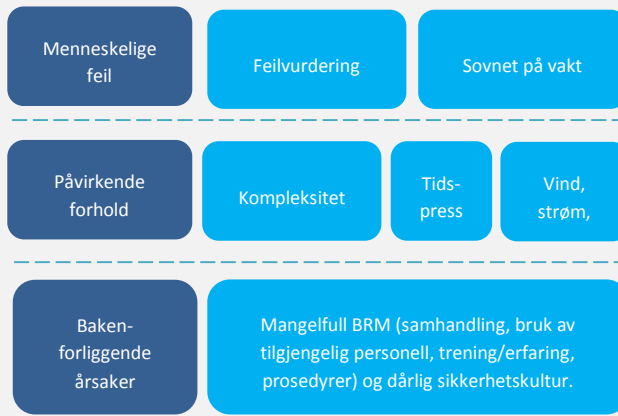 Menneskelige
feil
Feilvurdering
Sovnet på vakt
Påvirkende
forhold
Kompleksitet
Tids-
press
Vind,
strøm,
Baken-
forliggende
årsaker
Mangelfull BRM (samhandling, bruk av
tilgjengelig personell, trening/erfaring,
prosedyrer) og dårlig sikkerhetskultur.